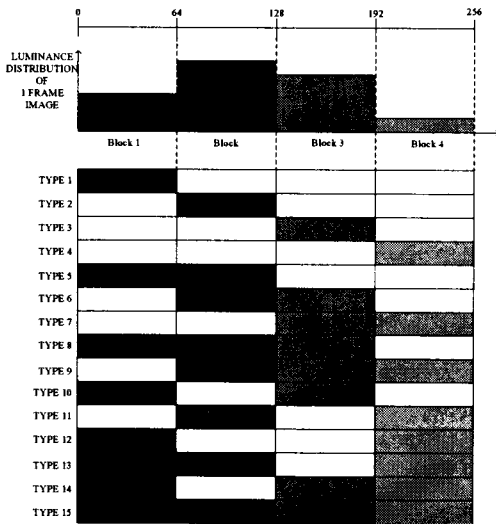 0 64 128 192 256
LUMINANCE
DISTRIBUTION
OF
1 FRAME
IMAGE
Block 1 Block Block 3 Block 4
TYPE 1
TYPE 2
TYPE 3
TYPE 4
TYPE 5
TYPE 6
TYPE 7
TYPE 8
TYPE 9
TYPE 10
TYPE 11
TYPE 12
TYPE 13
TYPE 14
TYPE 15